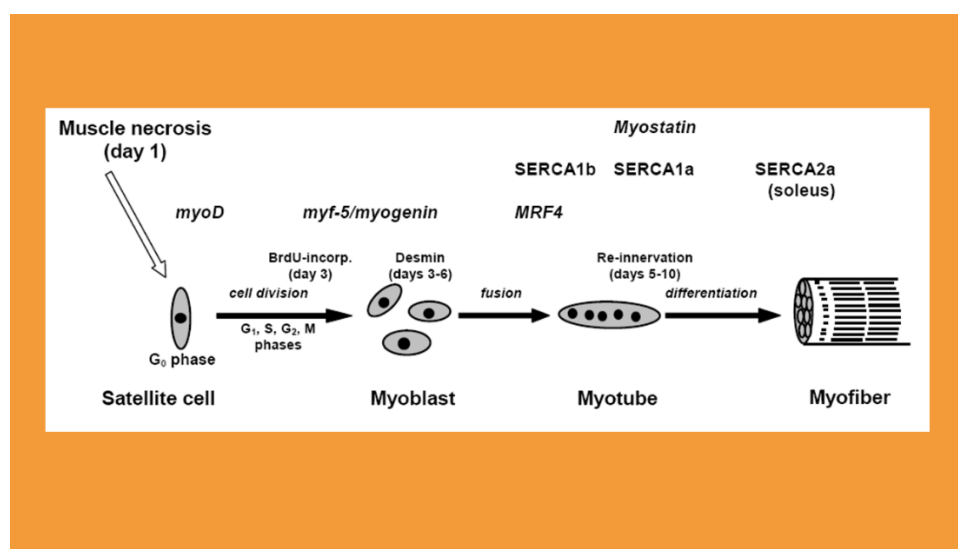 Muscle necrosis
(day 1)
Myostatin
SERCA1b
SERCA1a
SERCA2a
(soleus)
myoD
myf-5/myogenin
MRF4
BrdU-incorp.
(day 3)
Desmin
(days 3-6)
Re-innervation
(days 5-10)
cell division
fusion
differentiation
G₁, S, G₂, M
phases
G₀ phase
Satellite cell
Myoblast
Myotube
Myofiber